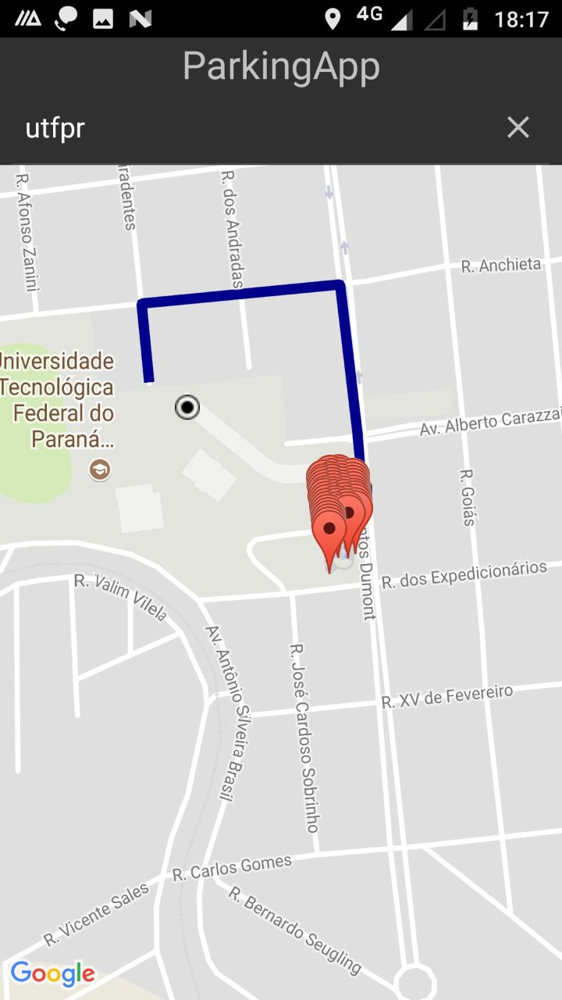 4G 18:17
ParkingApp
utfpr
R. Afonso Zanini
iradentes
R. dos Andradas
R. Anchieta
Universidade
Tecnológica
Federal do
Paraná...
Av. Alberto Carazzai
R. Goiás
ntos Dumont
R. dos Expedicionários
R. Valim Vilela
Av. Antônio Silveira Brasil
R. José Cardoso Sobrinho
R. XV de Fevereiro
R. Carlos Gomes
R. Vicente Sales
R. Bernardo Seugling
Google